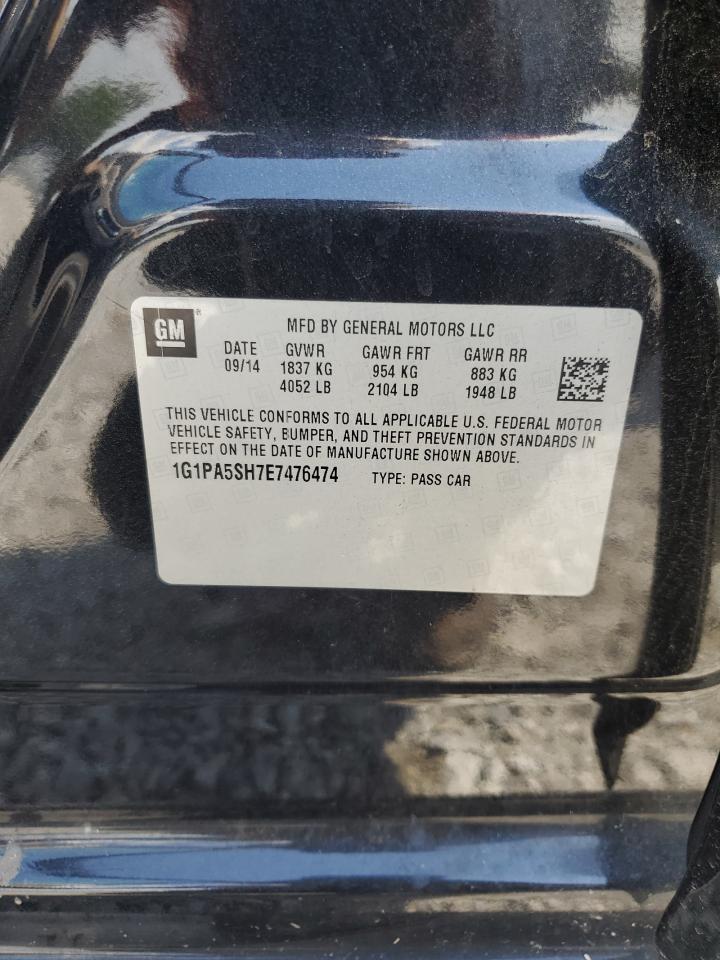 GM ®
MFD BY GENERAL MOTORS LLC
DATE GVWR GAWR FRT GAWR RR
09/14 1837 KG 954 KG 883 KG
4052 LB 2104 LB 1948 LB
THIS VEHICLE CONFORMS TO ALL APPLICABLE U.S. FEDERAL MOTOR
VEHICLE SAFETY, BUMPER, AND THEFT PREVENTION STANDARDS IN
EFFECT ON THE DATE OF MANUFACTURE SHOWN ABOVE.
1G1PA5SH7E7476474 TYPE: PASS CAR